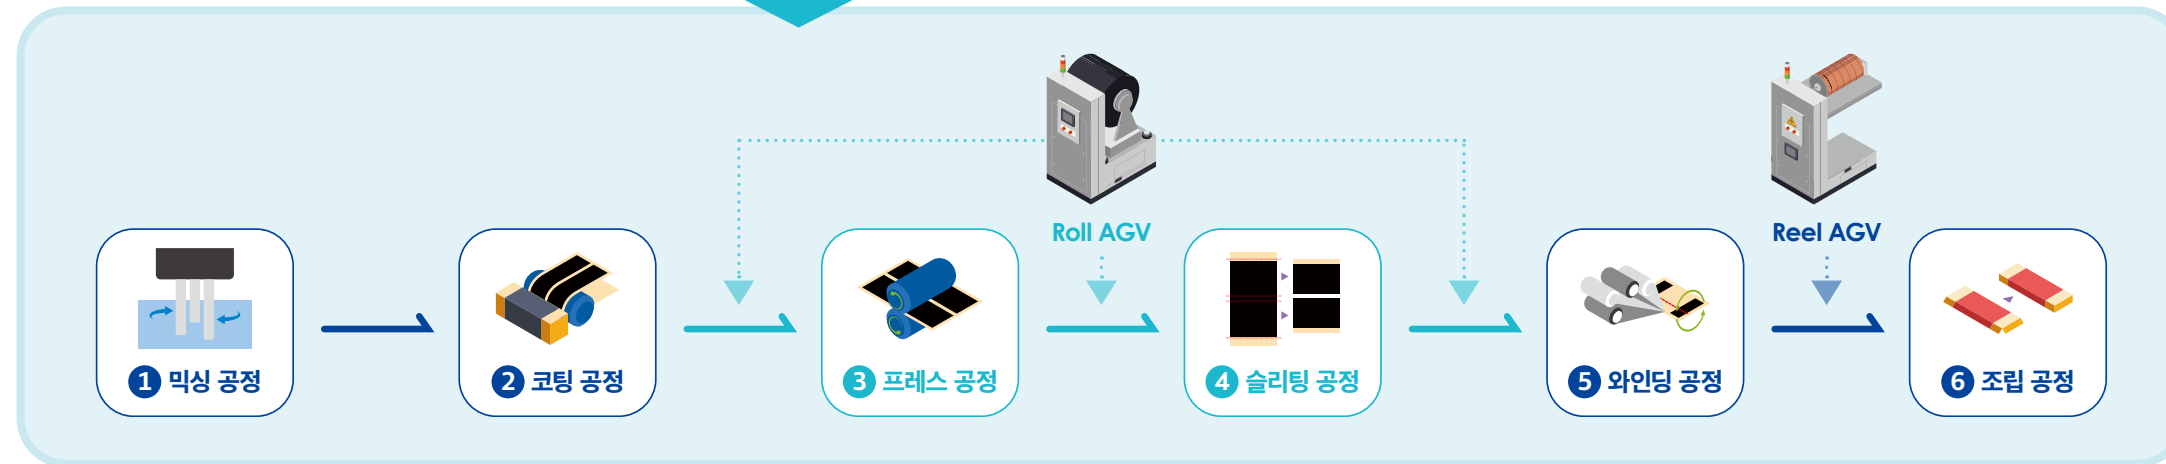 Roll AGV
Reel AGV
1 믹싱 공정
2 코팅 공정
3 프레스 공정
4 슬리팅 공정
5 와인딩 공정
6 조립 공정